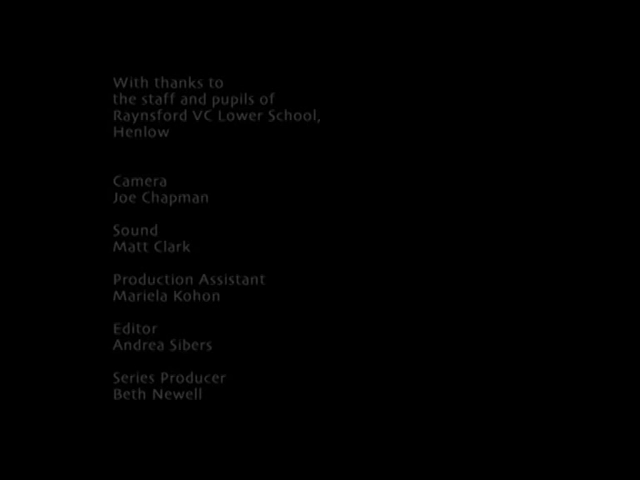 With thanks to
the staff and pupils of
Raynsford VC Lower School,
Henlow
Camera
Joe Chapman
Sound
Matt Clark
Production Assistant
Mariela Kohon
Editor
Andrea Sibers
Series Producer
Beth Newell